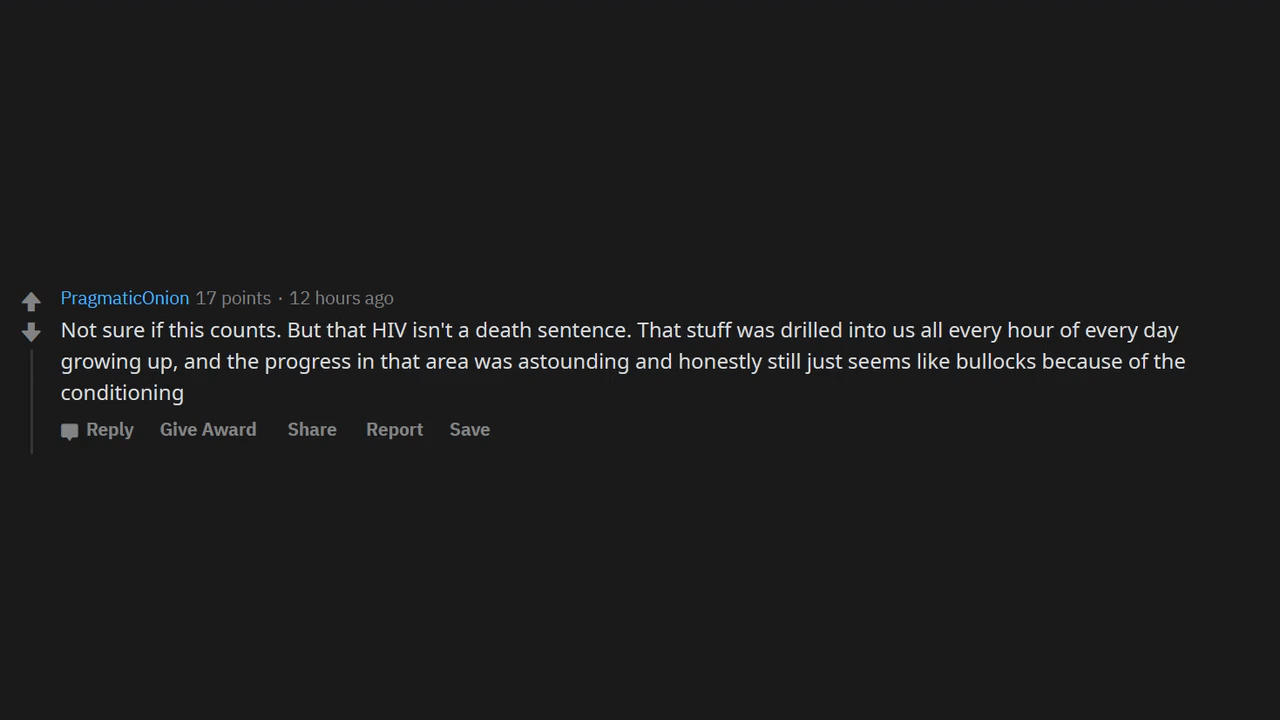 PragmaticOnion 17 points · 12 hours ago
Not sure if this counts. But that HIV isn't a death sentence. That stuff was drilled into us all every hour of every day
growing up, and the progress in that area was astounding and honestly still just seems like bullocks because of the
conditioning
Reply Give Award Share Report Save